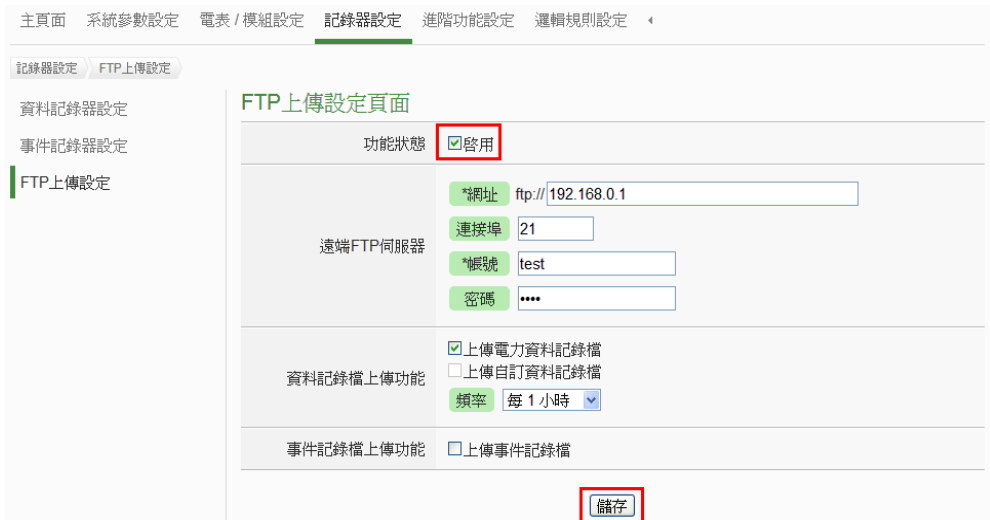 主頁面 系統參數設定 電表 / 模組設定 記錄器設定 進階功能設定 邏輯規則設定
記錄器設定 FTP上傳設定
資料記錄器設定
事件記錄器設定
FTP上傳設定
FTP上傳設定頁面
功能狀態 啓用
遠端FTP伺服器
*網址 ftp:// 192.168.0.1
連接埠 21
*帳號 test
密碼 ••••
資料記錄檔上傳功能
上傳電力資料記錄檔
上傳自訂資料記錄檔
頻率 每 1 小時
事件記錄檔上傳功能 上傳事件記錄檔
儲存